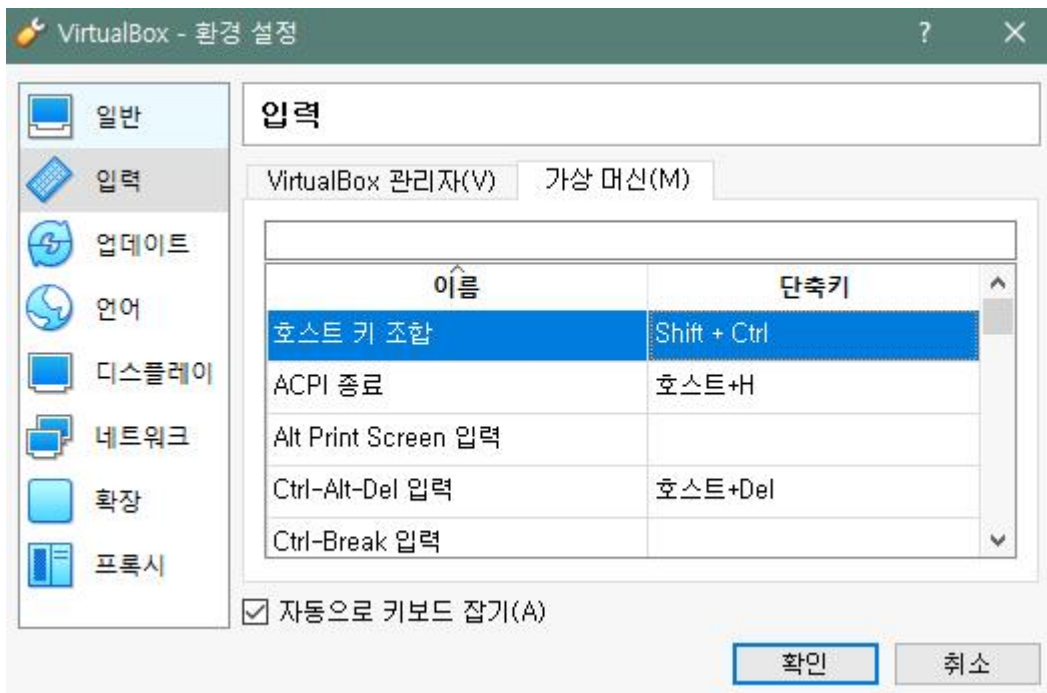 VirtualBox - 환경 설정
?
일반
입력
업데이트
언어
디스플레이
네트워크
확장
프록시
입력
VirtualBox 관리자(V) 가상 머신(M)
이름 단축키
호스트 키 조합 Shift + Ctrl
ACPI 종료 호스트+H
Alt Print Screen 입력
Ctrl-Alt-Del 입력 호스트+Del
Ctrl-Break 입력
자동으로 키보드 잡기(A)
확인 취소